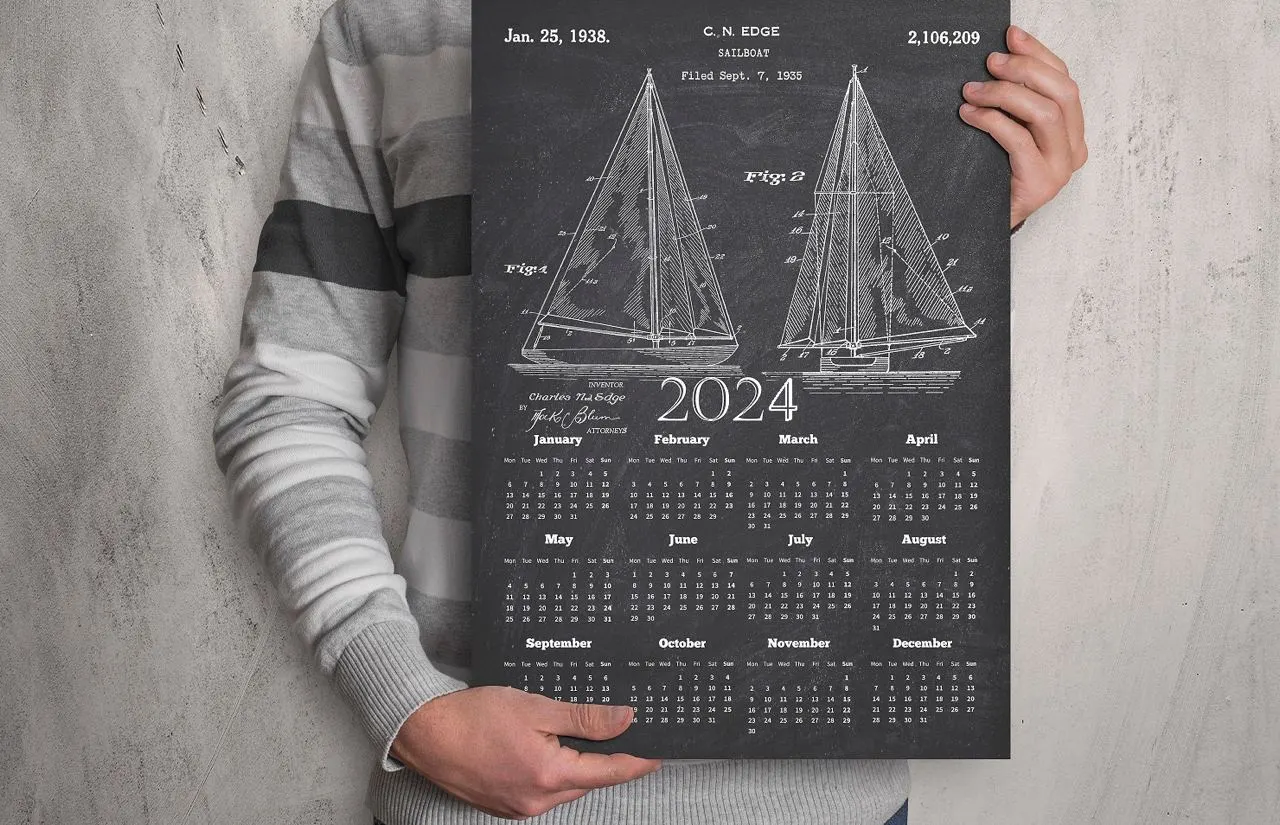 Jan. 25, 1938.
C. N. EDGE
2,106,209
SAILBOAT
Filed Sept. 7, 1935
Fig. 1
Fig. 2
INVENTOR
Charles N. Edge
BY
Jack C Blum
ATTORNEYS
2024
January
Mon Tue Wed Thu Fri Sat Sun
1 2 3 4 5
6 7 8 9 10 11 12
13 14 15 16 17 18 19
20 21 22 23 24 25 26
27 28 29 30 31
February
Mon Tue Wed Thu Fri Sat Sun
1 2
3 4 5 6 7 8 9
10 11 12 13 14 15 16
17 18 19 20 21 22 23
24 25 26 27 28 29
March
Mon Tue Wed Thu Fri Sat Sun
1
2 3 4 5 6 7 8
9 10 11 12 13 14 15
16 17 18 19 20 21 22
23 24 25 26 27 28 29
30 31
April
Mon Tue Wed Thu Fri Sat Sun
1 2 3 4 5
6 7 8 9 10 11 12
13 14 15 16 17 18 19
20 21 22 23 24 25 26
27 28 29 30
May
Mon Tue Wed Thu Fri Sat Sun
1 2 3
4 5 6 7 8 9 10
11 12 13 14 15 16 17
18 19 20 21 22 23 24
25 26 27 28 29 30 31
June
Mon Tue Wed Thu Fri Sat Sun
1 2 3 4 5 6 7
8 9 10 11 12 13 14
15 16 17 18 19 20 21
22 23 24 25 26 27 28
29 30
July
Mon Tue Wed Thu Fri Sat Sun
1 2 3 4 5
6 7 8 9 10 11 12
13 14 15 16 17 18 19
20 21 22 23 24 25 26
27 28 29 30 31
August
Mon Tue Wed Thu Fri Sat Sun
1 2
3 4 5 6 7 8 9
10 11 12 13 14 15 16
17 18 19 20 21 22 23
24 25 26 27 28 29 30
31
September
Mon Tue Wed Thu Fri Sat Sun
1 2 3 4 5 6
8 9 10 11 12 13
17 18 19 20
October
Mon Tue Wed Thu Fri Sat Sun
1 2 3 4
5 6 7 8 9 10 11
12 13 14 15 16 17 18
20 21 22 23 24 25
27 28 29 30 31
November
Mon Tue Wed Thu Fri Sat Sun
1
2 3 4 5 6 7 8
9 10 11 12 13 14 15
16 17 18 19 20 21 22
23 24 25 26 27 28 29
30
December
Mon Tue Wed Thu Fri Sat Sun
1 2 3 4 5 6
7 8 9 10 11 12 13
14 15 16 17 18 19 20
21 22 23 24 25 26 27
28 29 30 31